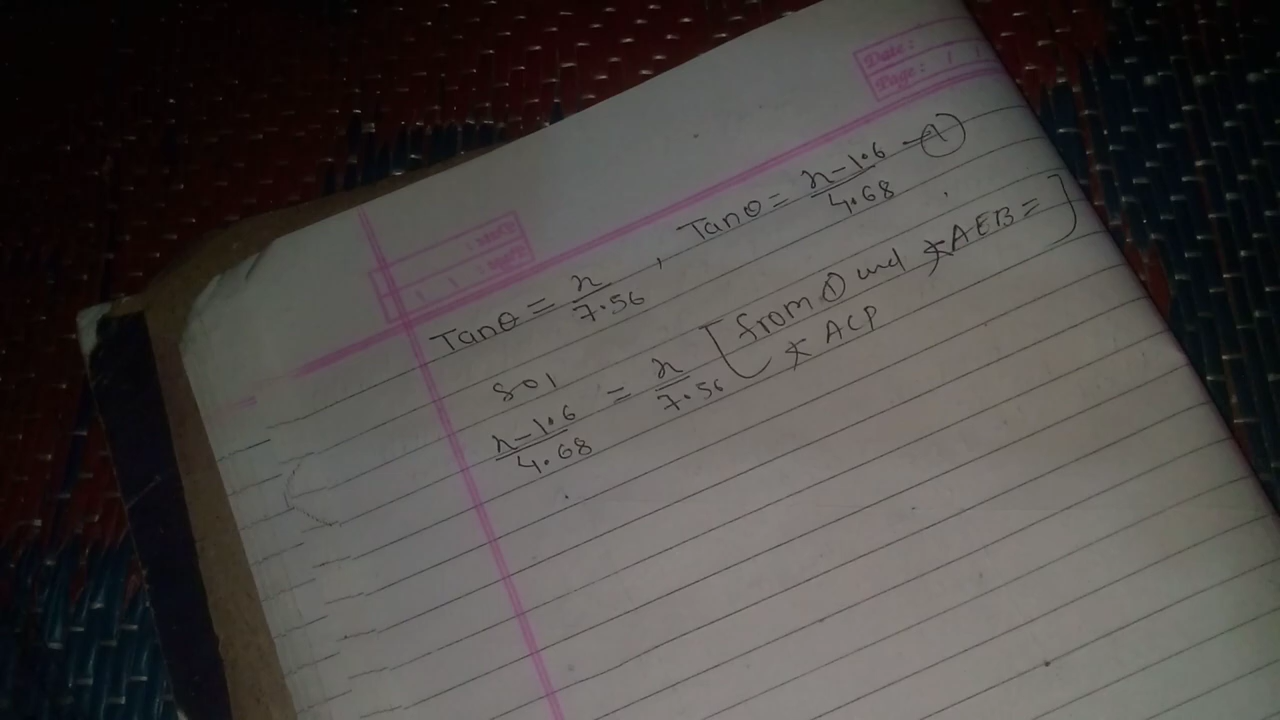 Date:
Page:
Tanθ = x/7.56 , Tanθ = x-1.6/4.68 —①
so,
x-1.6/4.68 = x/7.56 [from ① and ∗AEB =
∗ ACP ]